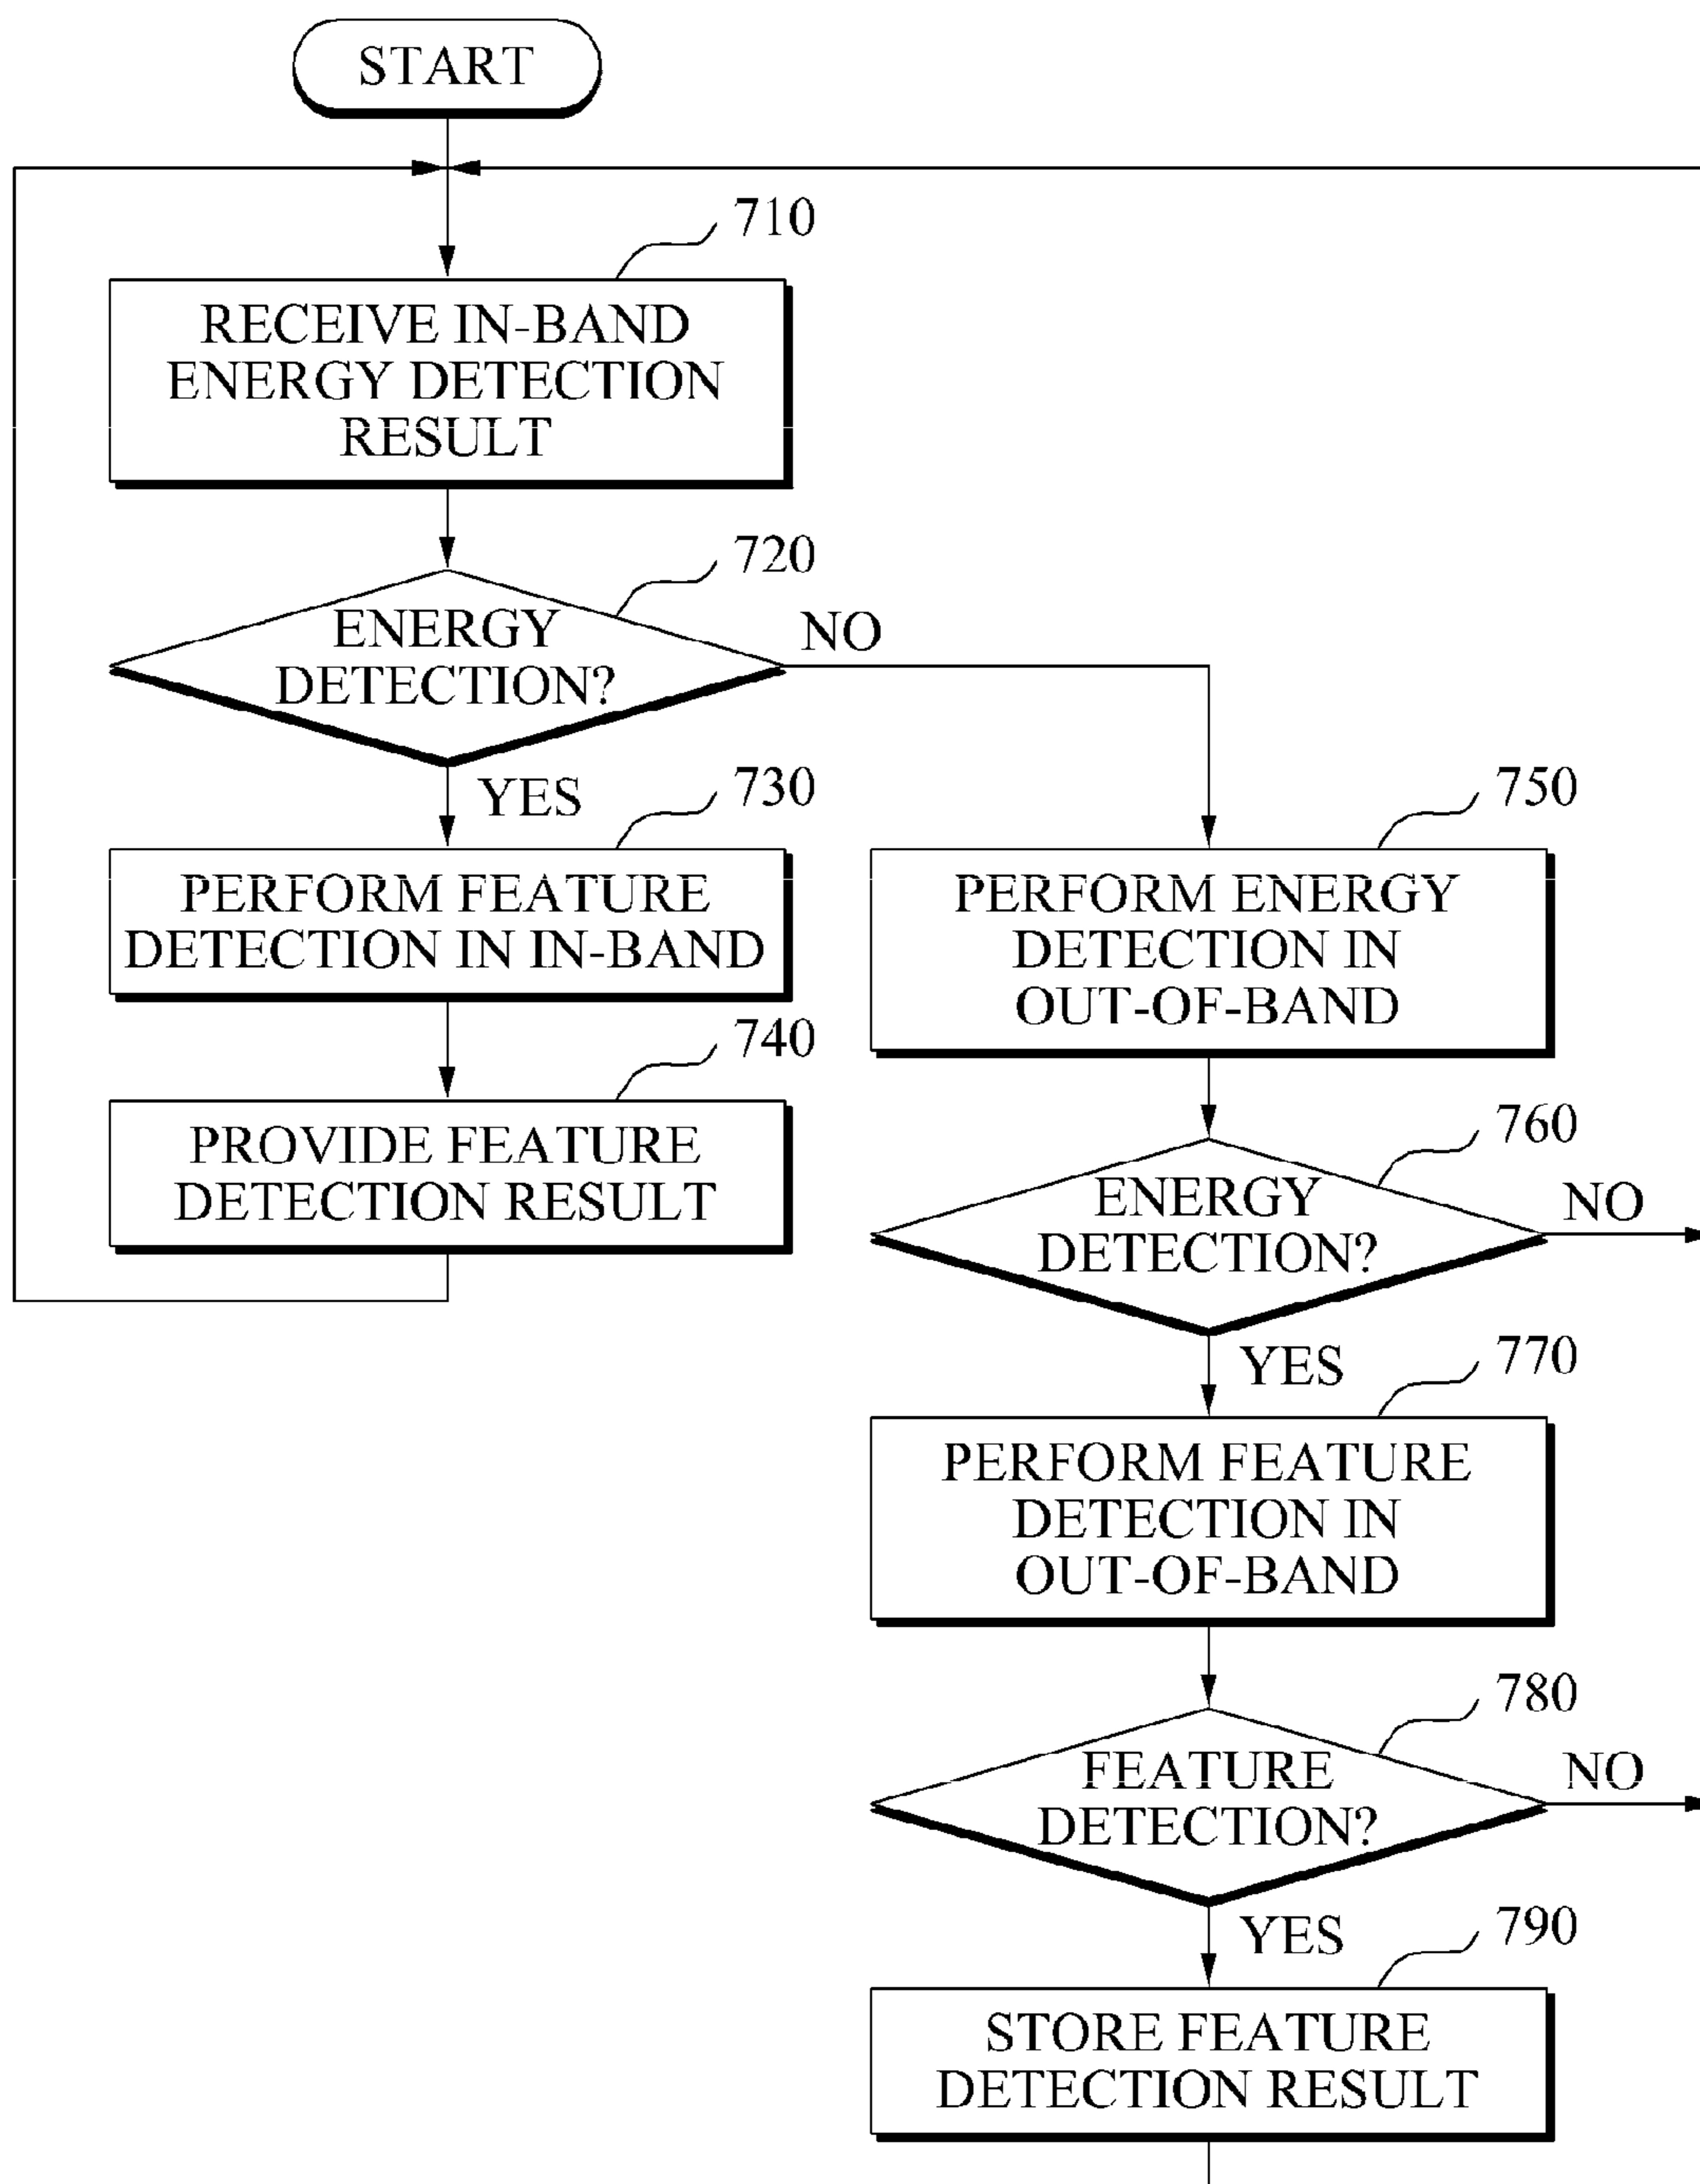 START
710
RECEIVE IN-BAND
ENERGY DETECTION
RESULT
720
ENERGY
DETECTION?
NO
YES
730
PERFORM FEATURE
DETECTION IN IN-BAND
740
PROVIDE FEATURE
DETECTION RESULT
750
PERFORM ENERGY
DETECTION IN
OUT-OF-BAND
760
ENERGY
DETECTION?
NO
YES
770
PERFORM FEATURE
DETECTION IN
OUT-OF-BAND
780
FEATURE
DETECTION?
NO
YES
790
STORE FEATURE
DETECTION RESULT